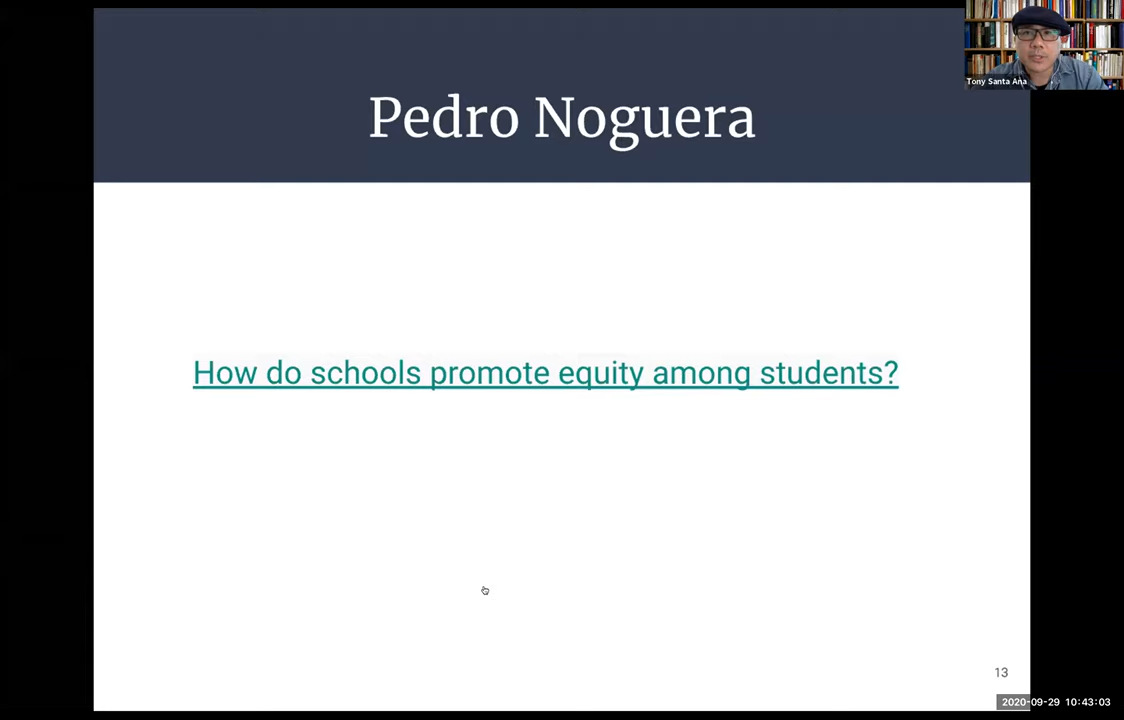 Pedro Noguera
Tony Santa Ana
How do schools promote equity among students?
13
2020-09-29 10:43:03